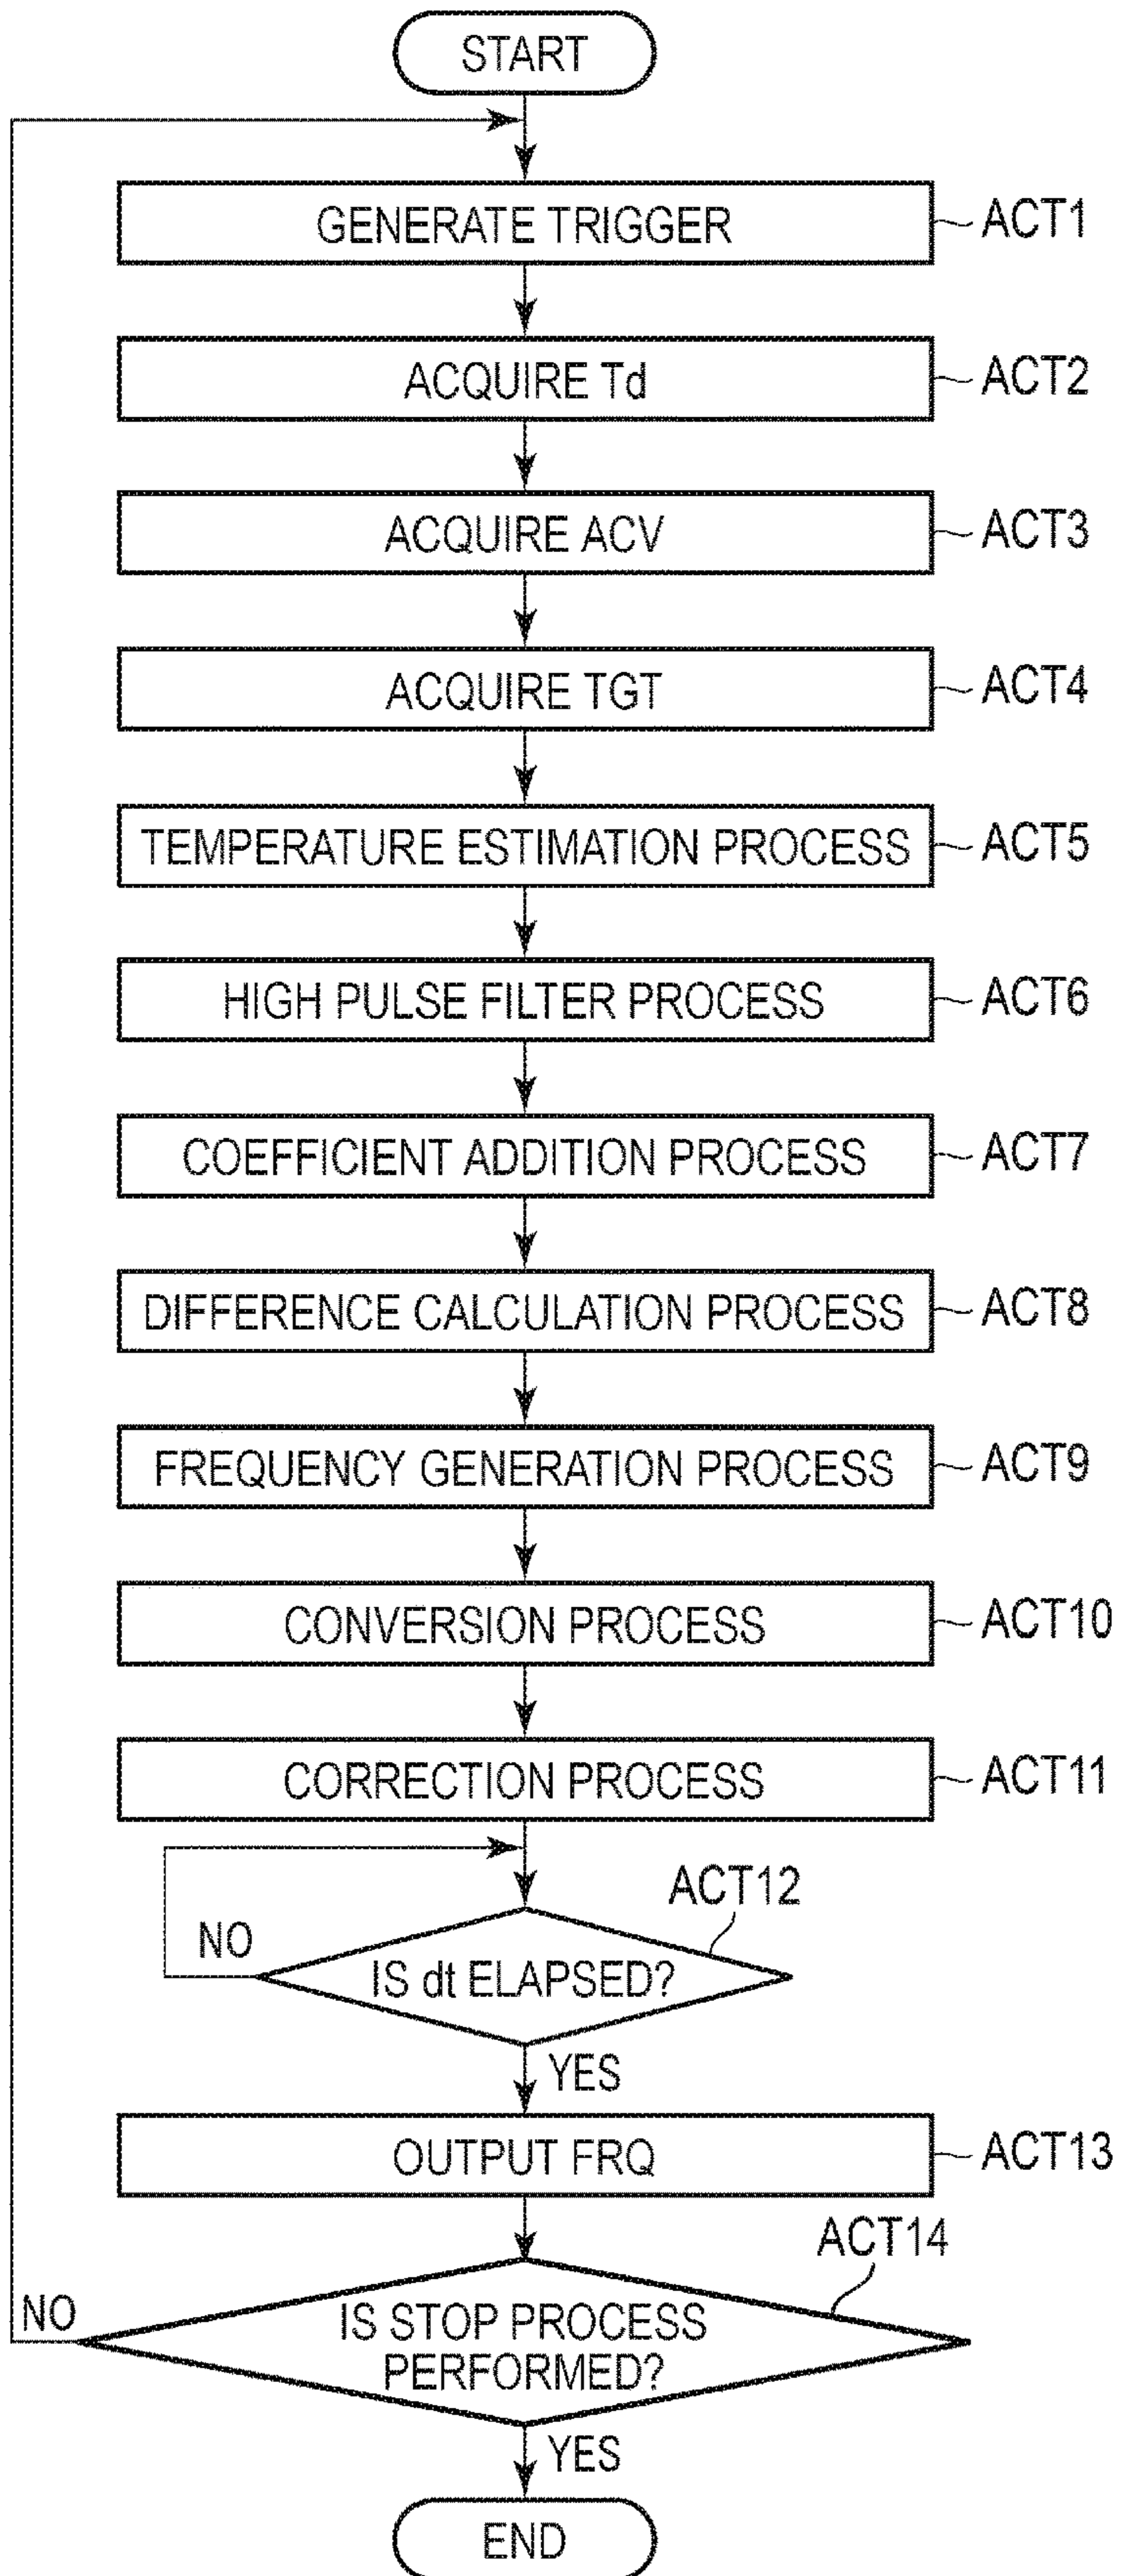 START
GENERATE TRIGGER
ACT1
ACQUIRE Td
ACT2
ACQUIRE ACV
ACT3
ACQUIRE TGT
ACT4
TEMPERATURE ESTIMATION PROCESS
ACT5
HIGH PULSE FILTER PROCESS
ACT6
COEFFICIENT ADDITION PROCESS
ACT7
DIFFERENCE CALCULATION PROCESS
ACT8
FREQUENCY GENERATION PROCESS
ACT9
CONVERSION PROCESS
ACT10
CORRECTION PROCESS
ACT11
ACT12
NO
IS dt ELAPSED?
YES
OUTPUT FRQ
ACT13
ACT14
NO
IS STOP PROCESS
PERFORMED?
YES
END